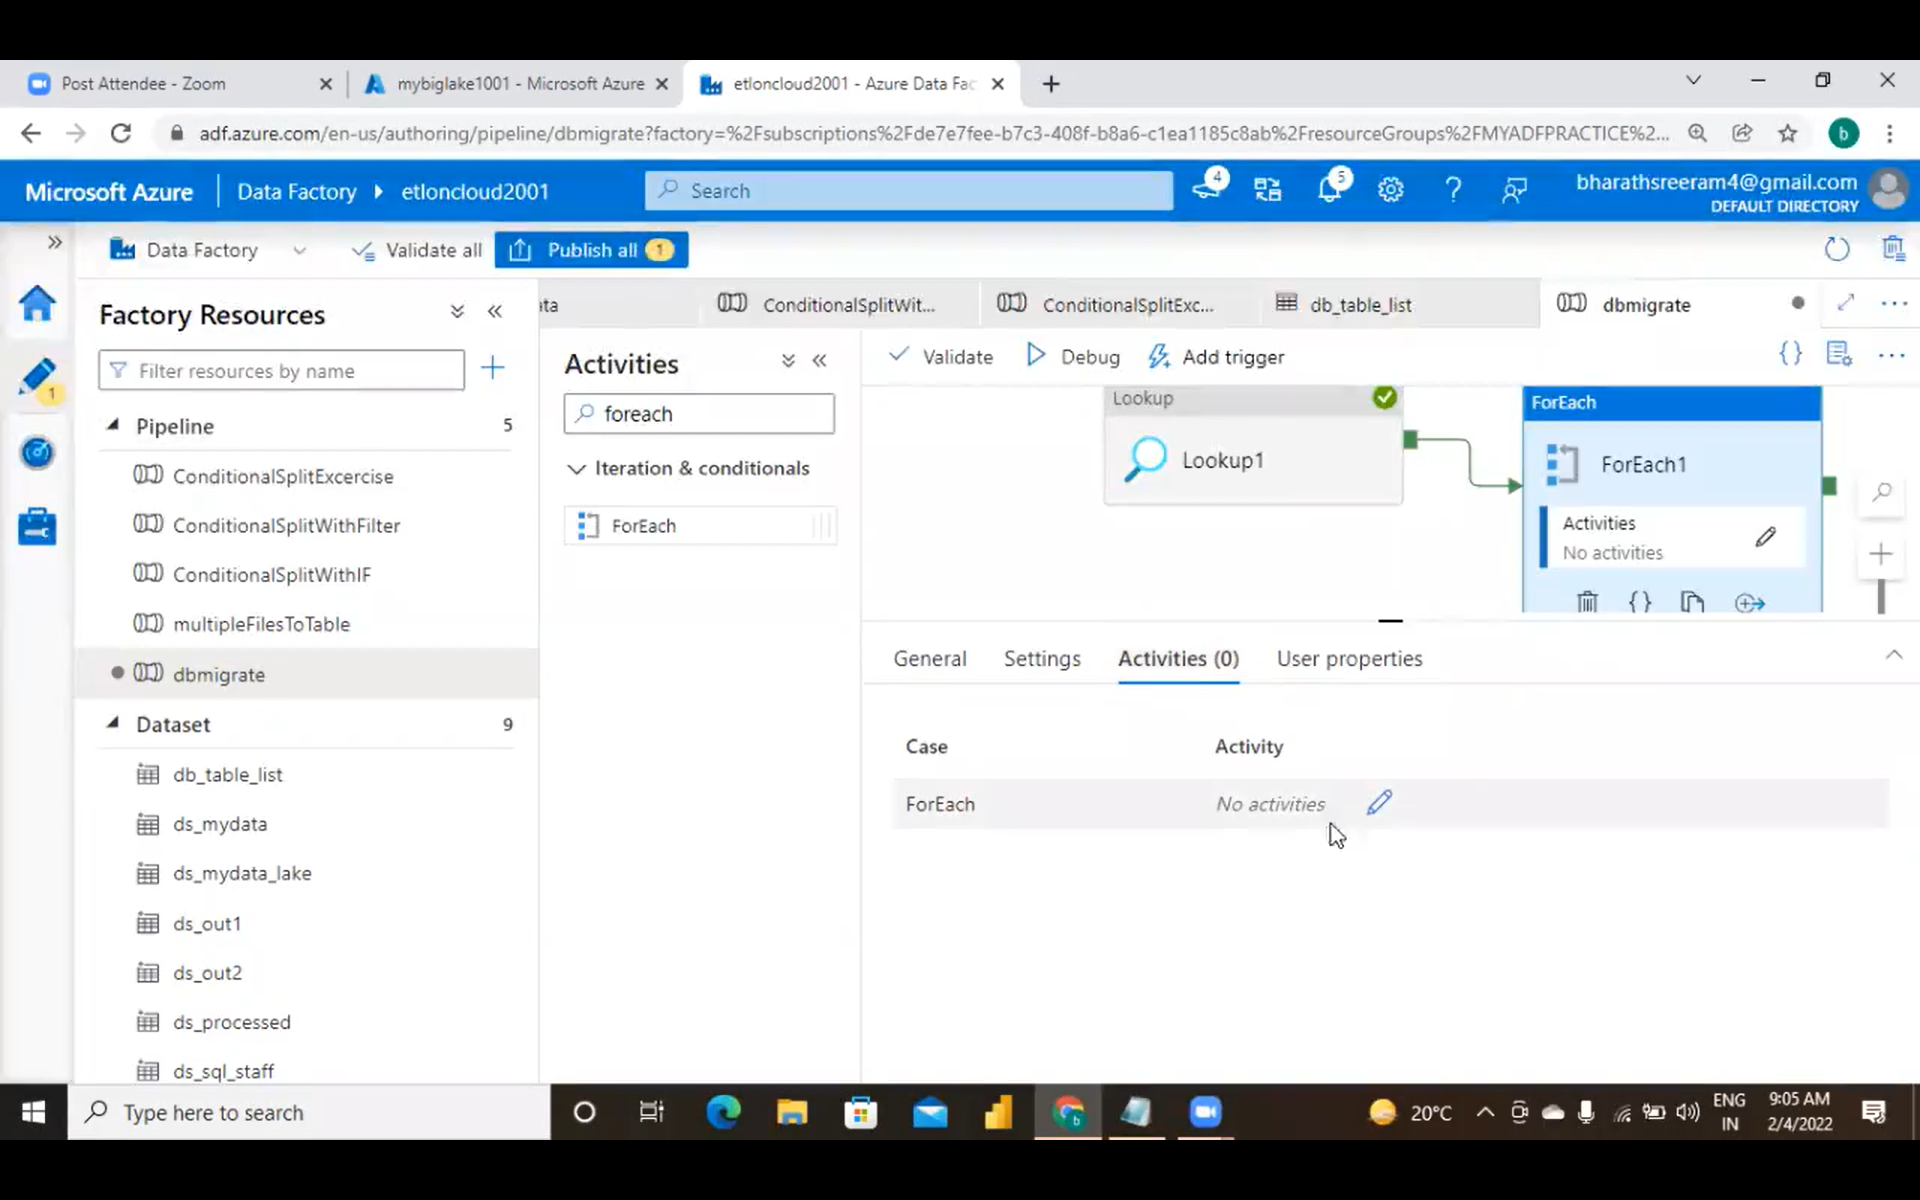 Post Attendee - Zoom
mybiglake1001 - Microsoft Azure
etloncloud2001 - Azure Data Fac
adf.azure.com/en-us/authoring/pipeline/dbmigrate?factory=%2Fsubscriptions%2Fde7e7fee-b7c3-408f-b8a6-c1ea1185c8ab%2FresourceGroups%2FMYADFPRACTICE%2...
b
Microsoft Azure
Data Factory
etloncloud2001
Search
4
5
bharathsreeram4@gmail.com
DEFAULT DIRECTORY
Data Factory
Validate all
Publish all 1
Factory Resources
Filter resources by name
1
Pipeline 5
ConditionalSplitExcercise
ConditionalSplitWithFilter
ConditionalSplitWithIF
multipleFilesToTable
dbmigrate
Dataset 9
db_table_list
ds_mydata
ds_mydata_lake
ds_out1
ds_out2
ds_processed
ds_sql_staff
ata
ConditionalSplitWit...
ConditionalSplitExc...
db_table_list
dbmigrate
Activities
foreach
Iteration & conditionals
ForEach
Validate
Debug
Add trigger
Lookup
Lookup1
ForEach
ForEach1
Activities
No activities
General
Settings
Activities (0)
User properties
Case
Activity
ForEach
No activities
Type here to search
b
20°C
ENG
IN
9:05 AM
2/4/2022